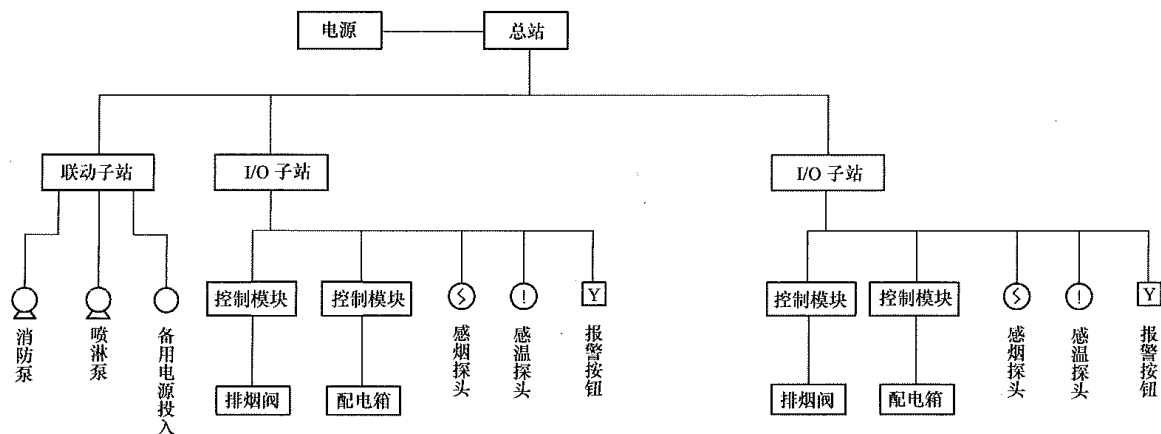 电源
总站
联动子站
I/O 子站
I/O 子站
控制模块
控制模块
Y
控制模块
控制模块
Y
消防泵
喷淋泵
备用电源投入
感烟探头
感温探头
报警按钮
感烟探头
感温探头
报警按钮
排烟阀
配电箱
排烟阀
配电箱